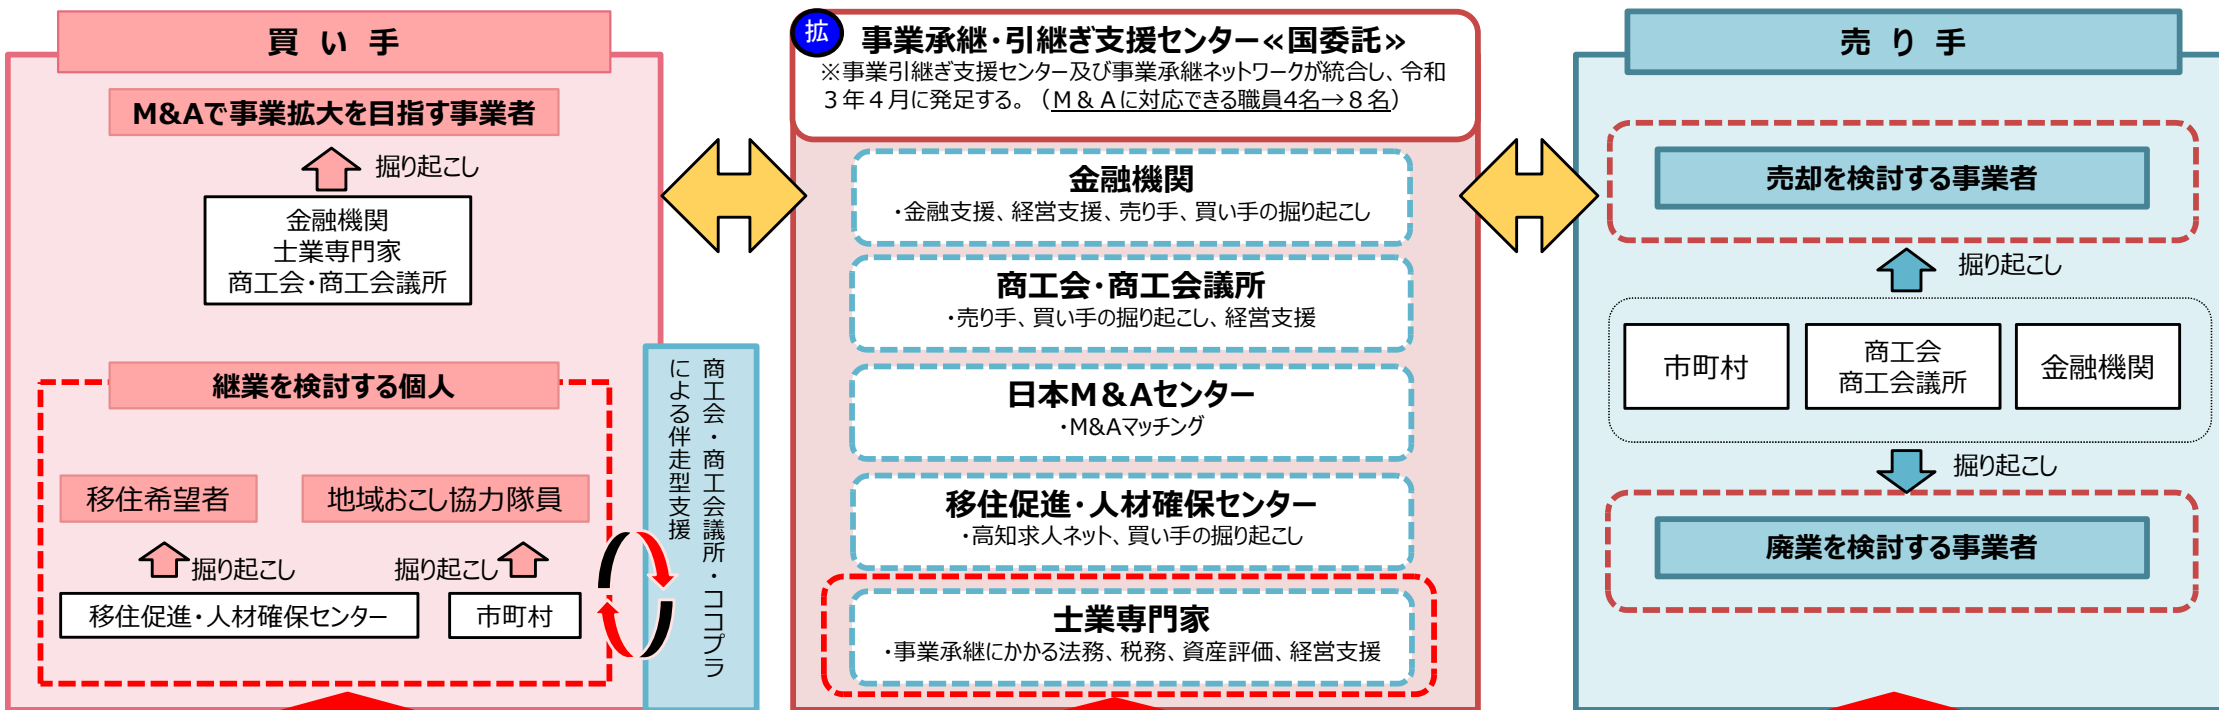 買い手
M&Aで事業拡大を目指す事業者
掘り起こし
金融機関
士業専門家
商工会・商工会議所
継業を検討する個人
移住希望者
地域おこし協力隊員
掘り起こし
掘り起こし
移住促進・人材確保センター
市町村
商工会・商工会議所・ココプラ
による伴走型支援
拡
事業承継・引継ぎ支援センター≪国委託≫
※事業引継ぎ支援センター及び事業承継ネットワークが統合し、令和
３年４月に発足する。（Ｍ＆Ａに対応できる職員4名→８名）
金融機関
・金融支援、経営支援、売り手、買い手の掘り起こし
商工会・商工会議所
・売り手、買い手の掘り起こし、経営支援
日本Ｍ＆Ａセンター
・M&Aマッチング
移住促進・人材確保センター
・高知求人ネット、買い手の掘り起こし
士業専門家
・事業承継にかかる法務、税務、資産評価、経営支援
売り手
売却を検討する事業者
掘り起こし
市町村
商工会
商工会議所
金融機関
掘り起こし
廃業を検討する事業者